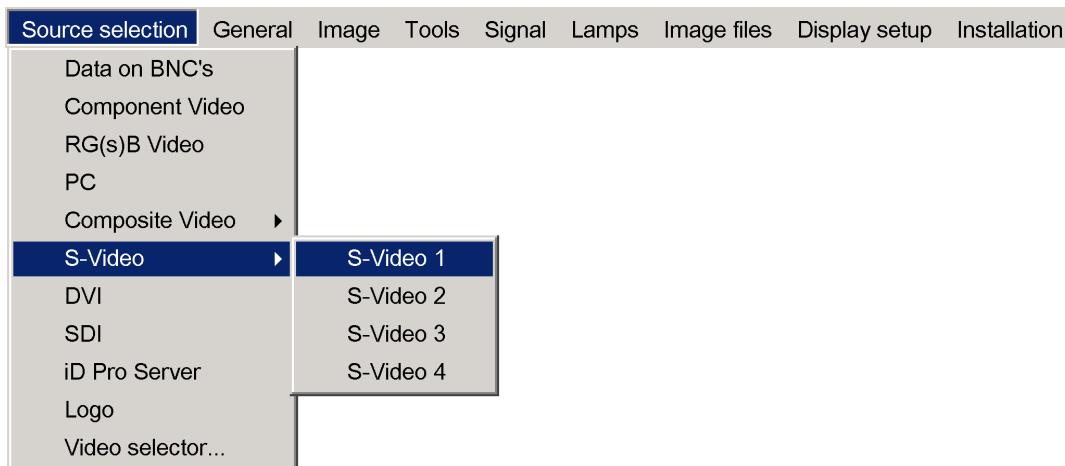 Source selection General Image Tools Signal Lamps Image files Display setup Installation
Data on BNC's
Component Video
RG(s)B Video
PC
Composite Video
S-Video
S-Video 1
S-Video 2
S-Video 3
S-Video 4
DVI
SDI
iD Pro Server
Logo
Video selector...